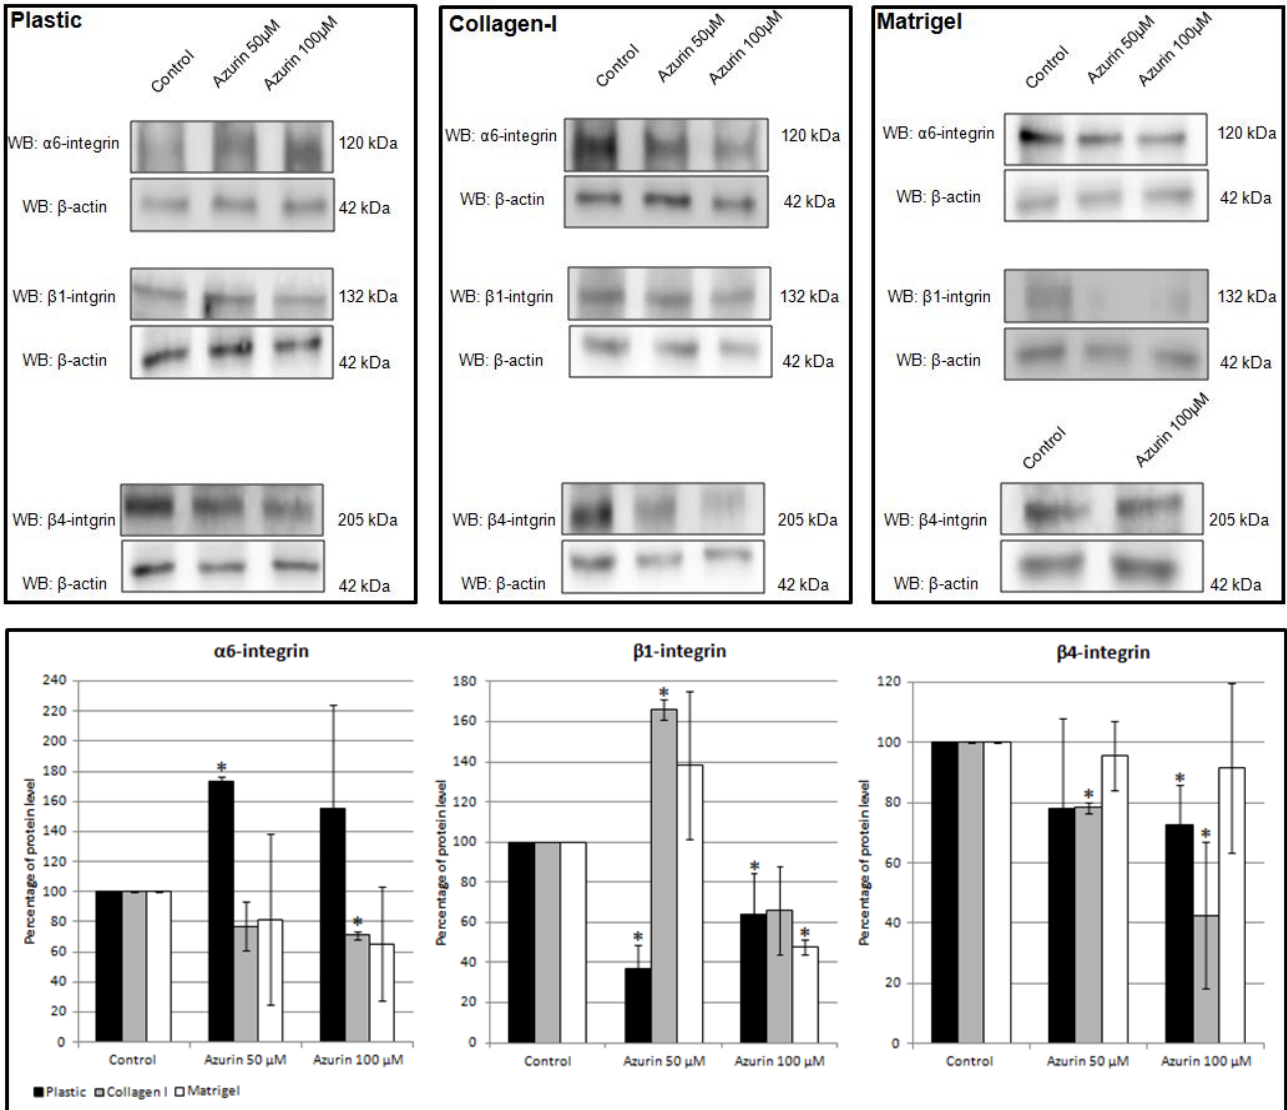 Plastic
Control
Azurin 50µM
Azurin 100µM
WB: α6-integrin
120 kDa
WB: β-actin
42 kDa
WB: β1-intgrin
132 kDa
WB: β-actin
42 kDa
WB: β4-intgrin
205 kDa
WB: β-actin
42 kDa
Collagen-I
Control
Azurin 50µM
Azurin 100µM
WB: α6-integrin
120 kDa
WB: β-actin
42 kDa
WB: β1-intgrin
132 kDa
WB: β-actin
42 kDa
WB: β4-intgrin
205 kDa
WB: β-actin
42 kDa
Matrigel
Control
Azurin 50µM
Azurin 100µM
WB: α6-integrin
120 kDa
WB: β-actin
42 kDa
WB: β1-intgrin
132 kDa
WB: β-actin
42 kDa
Control
Azurin 100µM
WB: β4-intgrin
205 kDa
WB: β-actin
42 kDa
α6-integrin
Percentage of protein level
240
220
200
180
160
140
120
100
80
60
40
20
0
*
*
Control
Azurin 50 µM
Azurin 100 µM
Plastic
Collagen I
Matrigel
β1-integrin
Percentage of protein level
180
160
140
120
100
80
60
40
20
0
*
*
*
*
Control
Azurin 50 µM
Azurin 100 µM
β4-integrin
Percentage of protein level
120
100
80
60
40
20
0
*
*
*
Control
Azurin 50 µM
Azurin 100 µM